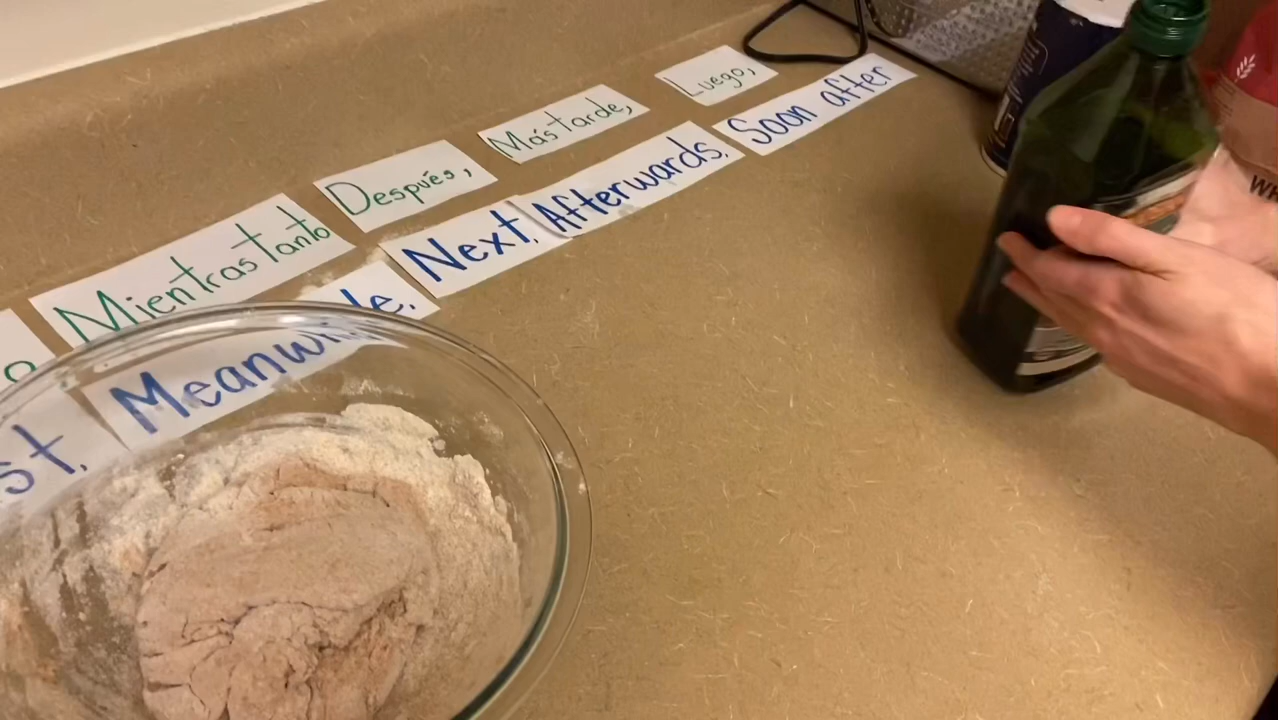 Mientras tanto
Después,
Más tarde,
Luego,
Meanwhile,
Next,
Afterwards,
Soon after